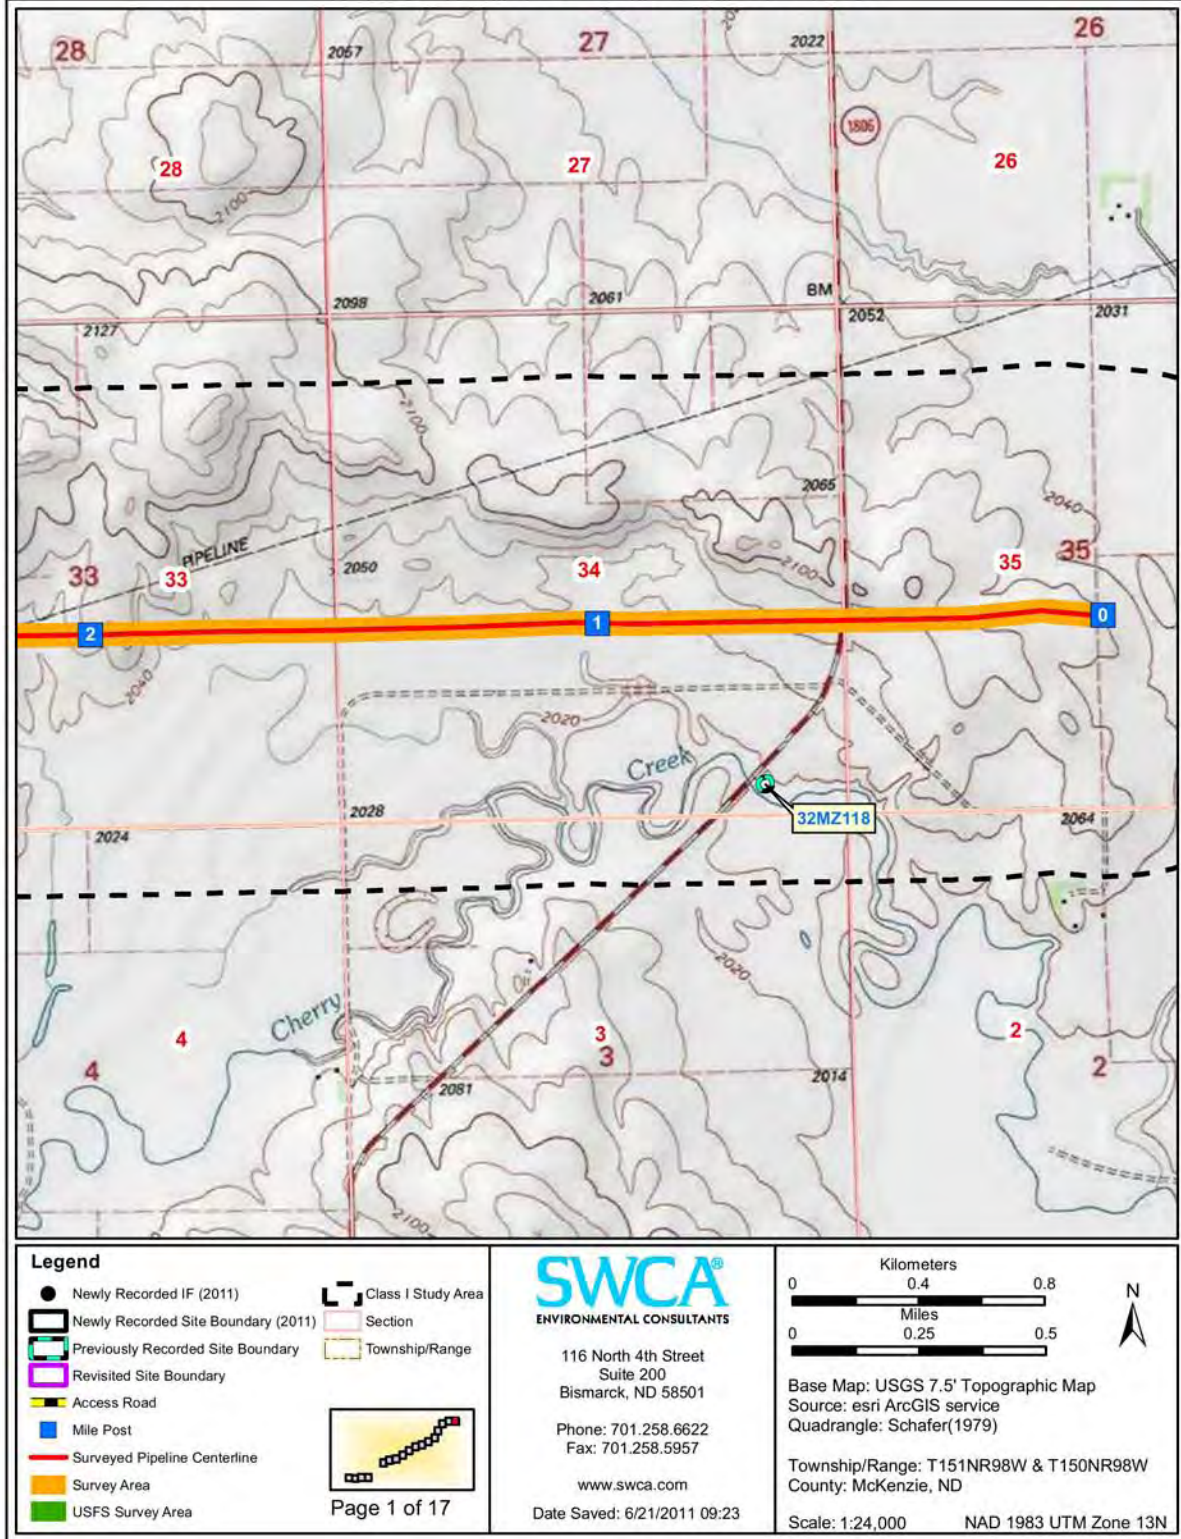 28
2057
27
2022
26
1806
28
27
26
2100
2098
2061
BM
2052
2031
2127
2100
2065
2040
PIPELINE
2050
34
2100
35
35
33
33
2
1
0
2040
2020
Creek
32MZ118
2028
2024
2064
2020
Cherry
4
3
2
4
3
2
2081
2014
2100
Legend
Newly Recorded IF (2011)
Newly Recorded Site Boundary (2011)
Previously Recorded Site Boundary
Revisited Site Boundary
Access Road
Mile Post
Surveyed Pipeline Centerline
Survey Area
USFS Survey Area
Class I Study Area
Section
Township/Range
Page 1 of 17
SWCA®
ENVIRONMENTAL CONSULTANTS
116 North 4th Street
Suite 200
Bismarck, ND 58501
Phone: 701.258.6622
Fax: 701.258.5957
www.swca.com
Date Saved: 6/21/2011 09:23
Kilometers
0 0.4 0.8
Miles
0 0.25 0.5
N
Base Map: USGS 7.5' Topographic Map
Source: esri ArcGIS service
Quadrangle: Schafer(1979)
Township/Range: T151NR98W & T150NR98W
County: McKenzie, ND
Scale: 1:24,000 NAD 1983 UTM Zone 13N